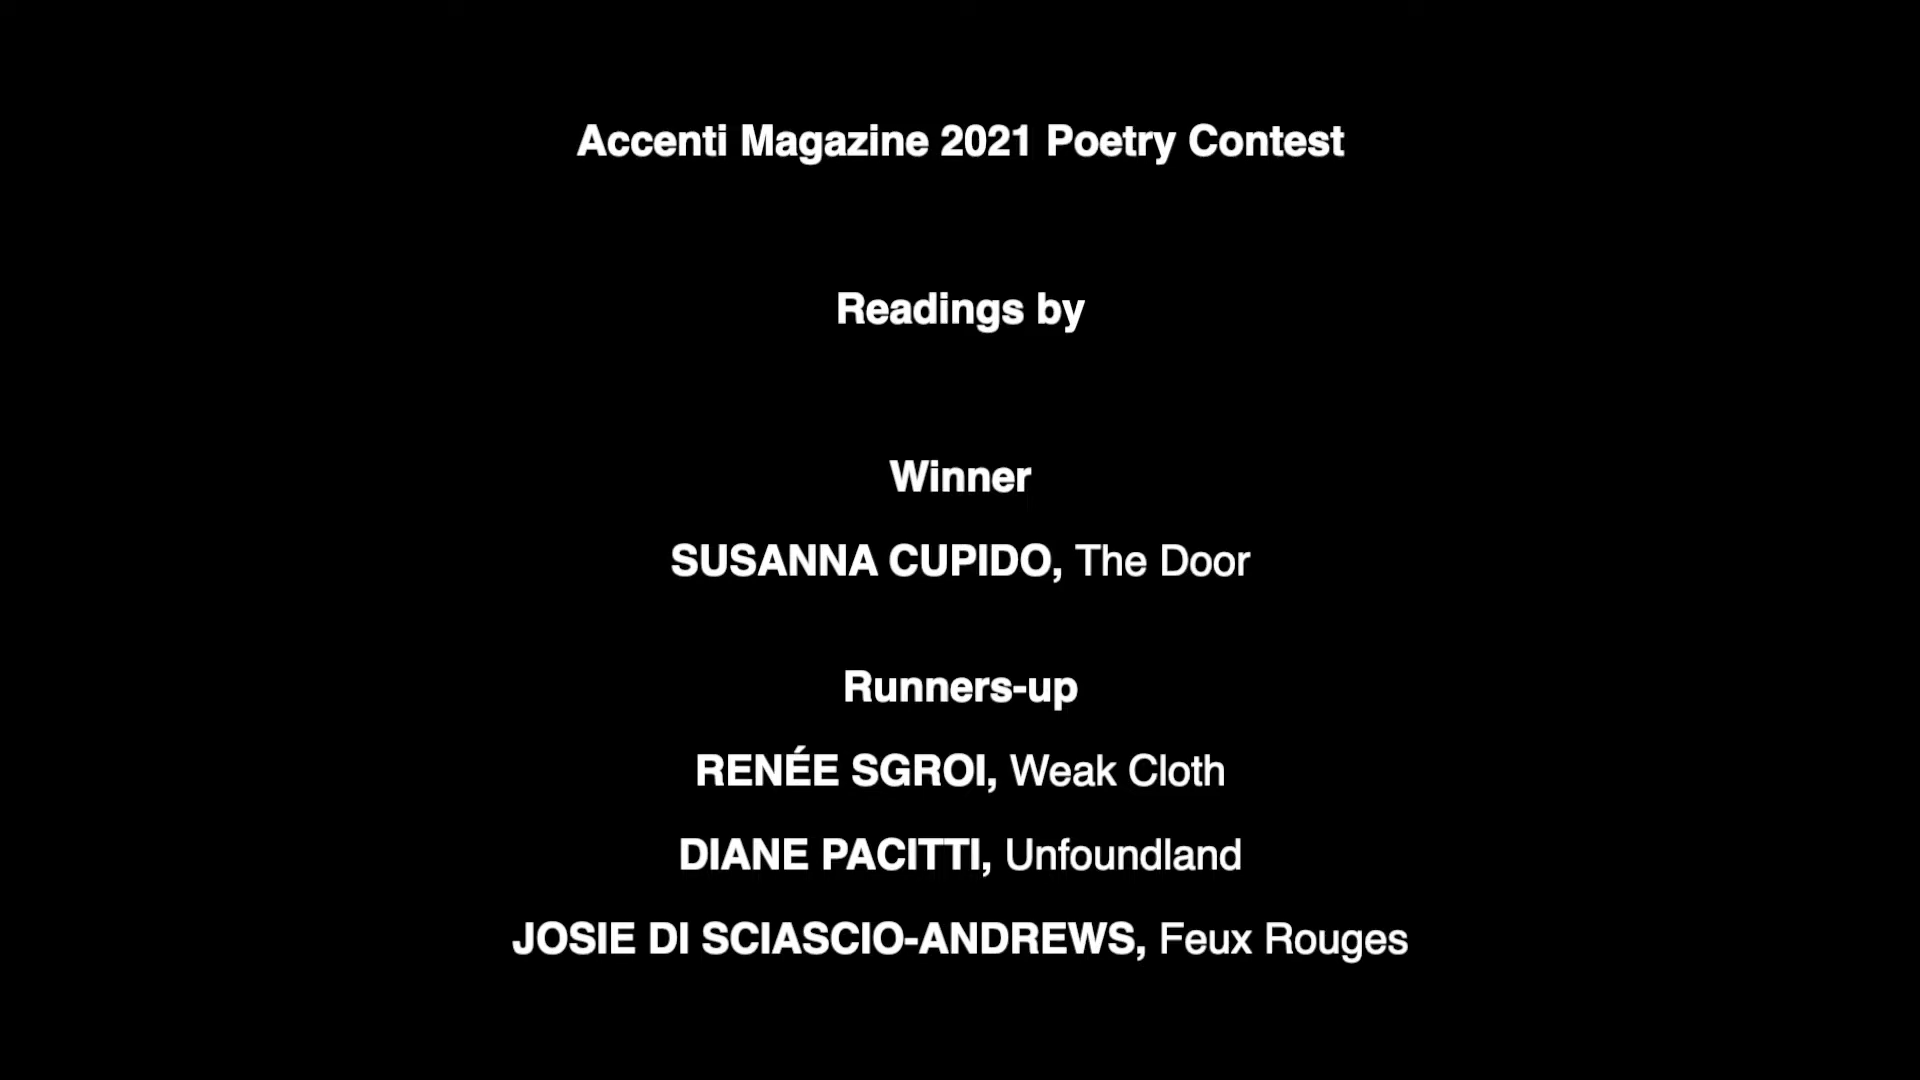 Accenti Magazine 2021 Poetry Contest
Readings by
Winner
SUSANNA CUPIDO, The Door
Runners-up
RENÉE SGROI, Weak Cloth
DIANE PACITTI, Unfoundland
JOSIE DI SCIASCIO-ANDREWS, Feux Rouges